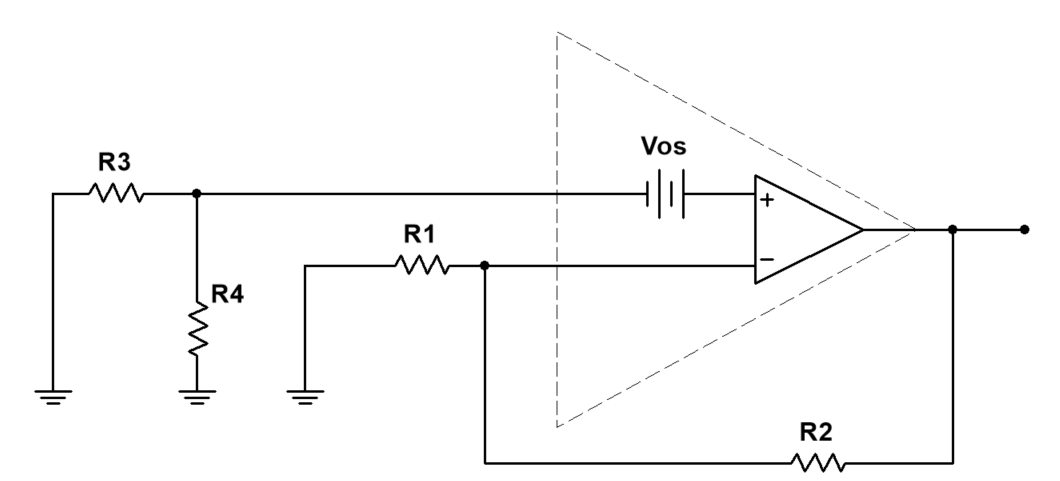 Vos
R3
+
R1
−
R4
R2